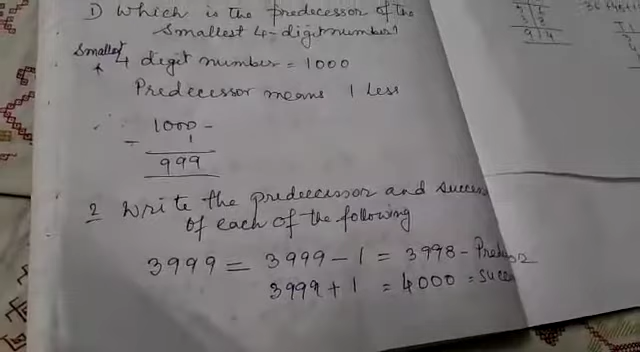 1) Which is the predecessor of the
smallest 4-digit number?
Smallest
* 4 digit number = 1000
Predecessor means 1 less
1000 -
- 1
999
2 Write the predecessor and success
of each of the following
3999 = 3999 - 1 = 3998 -
3999 + 1 = 4000 = succe